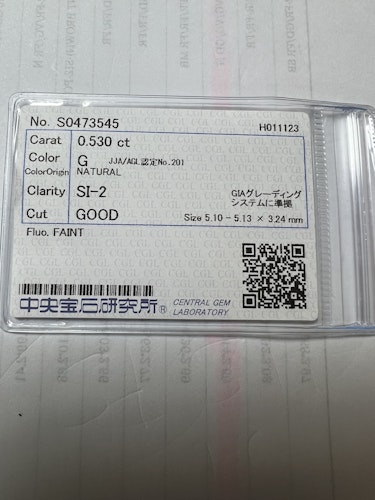 No. S0473545
H011123
Carat 0.530 ct
Color G JJA/AGL認定No.201
ColorOrigin NATURAL
Clarity SI-2
GIAグレーディング
システムに準拠
Cut GOOD Size 5.10 - 5.13 × 3.24 mm
Fluo. FAINT
中央宝石研究所® CENTRAL GEM
LABORATORY